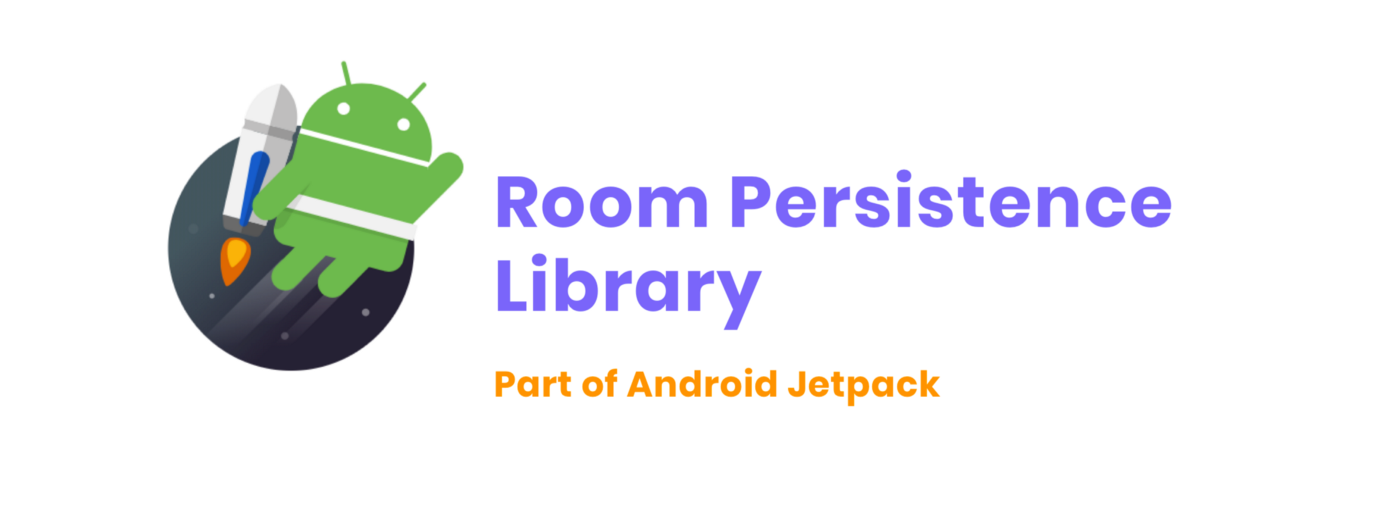 Room Persistence
Library
Part of Android Jetpack